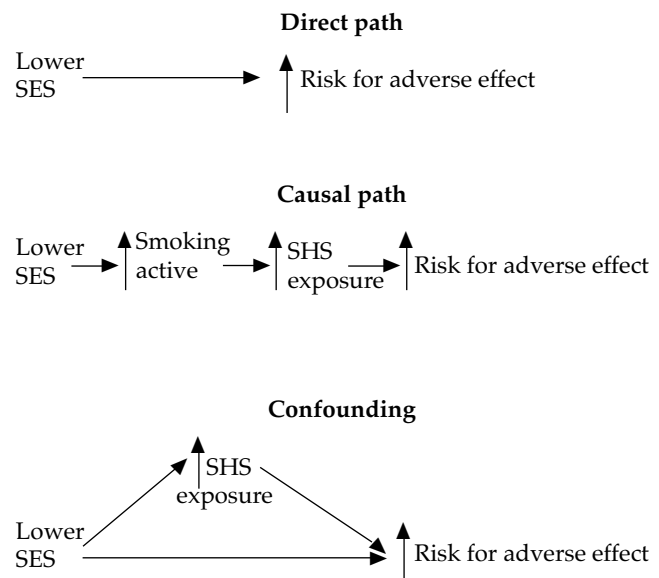 Direct path
Lower
SES
Risk for adverse effect
Causal path
Lower
SES
Smoking
active
SHS
exposure
Risk for adverse effect
Confounding
SHS
exposure
Lower
SES
Risk for adverse effect